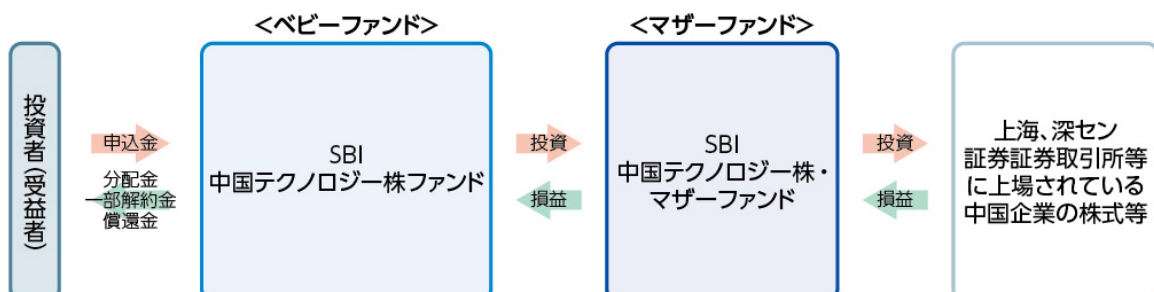 <ベビーファンド>
<マザーファンド>
投資者(受益者)
申込金
分配金
一部解約金
償還金
SBI
中国テクノロジー株ファンド
投資
損益
SBI
中国テクノロジー株・
マザーファンド
投資
損益
上海、深セン
証券証券取引所等
に上場されている
中国企業の株式等